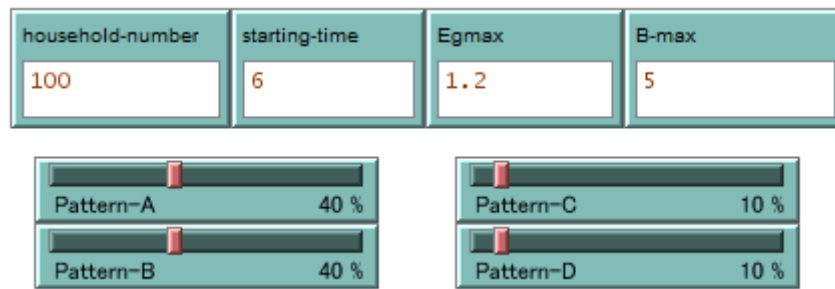 household-number starting-time Egmax B-max
100 6 1.2 5
Pattern-A 40 % Pattern-C 10 %
Pattern-B 40 % Pattern-D 10 %